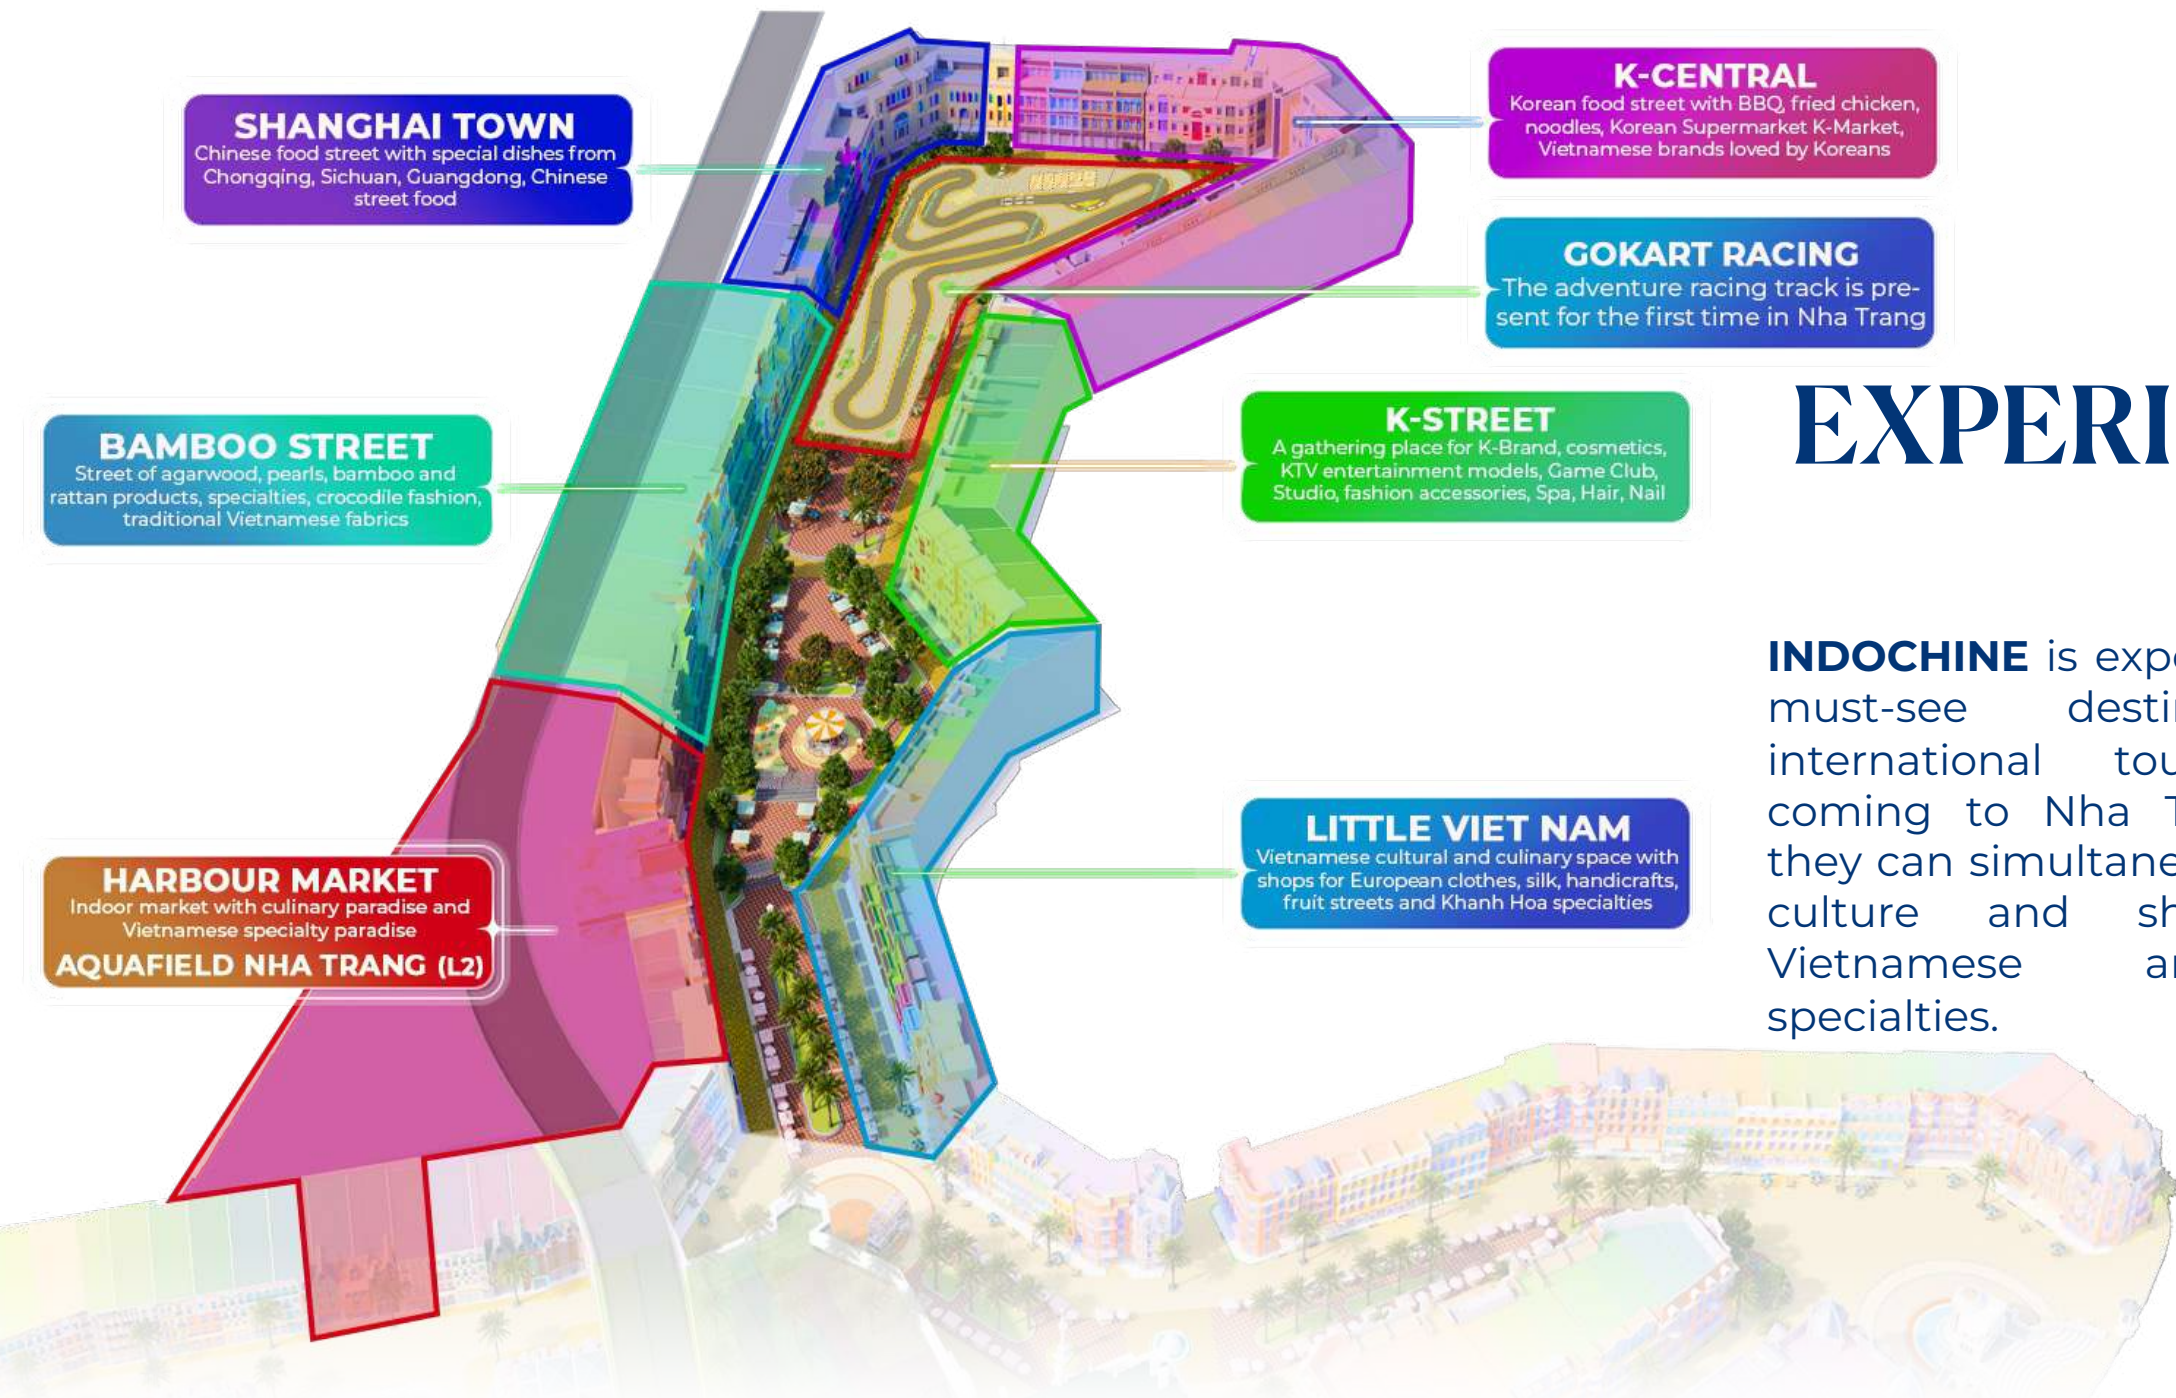 SHANGHAI TOWN
Chinese food street with special dishes from
Chongqing, Sichuan, Guangdong, Chinese
street food
K-CENTRAL
Korean food street with BBQ, fried chicken,
noodles, Korean Supermarket K-Market,
Vietnamese brands loved by Koreans
GOKART RACING
The adventure racing track is pre-
sent for the first time in Nha Trang
BAMBOO STREET
Street of agarwood, pearls, bamboo and
rattan products, specialties, crocodile fashion,
traditional Vietnamese fabrics
K-STREET
A gathering place for K-Brand, cosmetics,
KTV entertainment models, Game Club,
Studio, fashion accessories, Spa, Hair, Nail
EXPERI
HARBOUR MARKET
Indoor market with culinary paradise and
Vietnamese specialty paradise
AQUAFIELD NHA TRANG (L2)
LITTLE VIET NAM
Vietnamese cultural and culinary space with
shops for European clothes, silk, handicrafts,
fruit streets and Khanh Hoa specialties
INDOCHINE is expe
must-see destin
international tou
coming to Nha T
they can simultane
culture and sh
Vietnamese an
specialties.